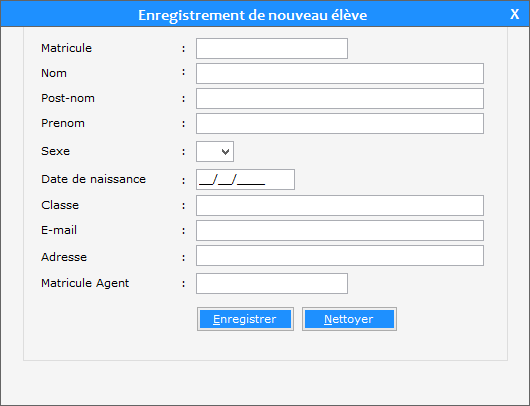 Enregistrement de nouveau élève X
Matricule :
Nom :
Post-nom :
Prenom :
Sexe :
Date de naissance : __/__/____
Classe :
E-mail :
Adresse :
Matricule Agent :
Enregistrer Nettoyer